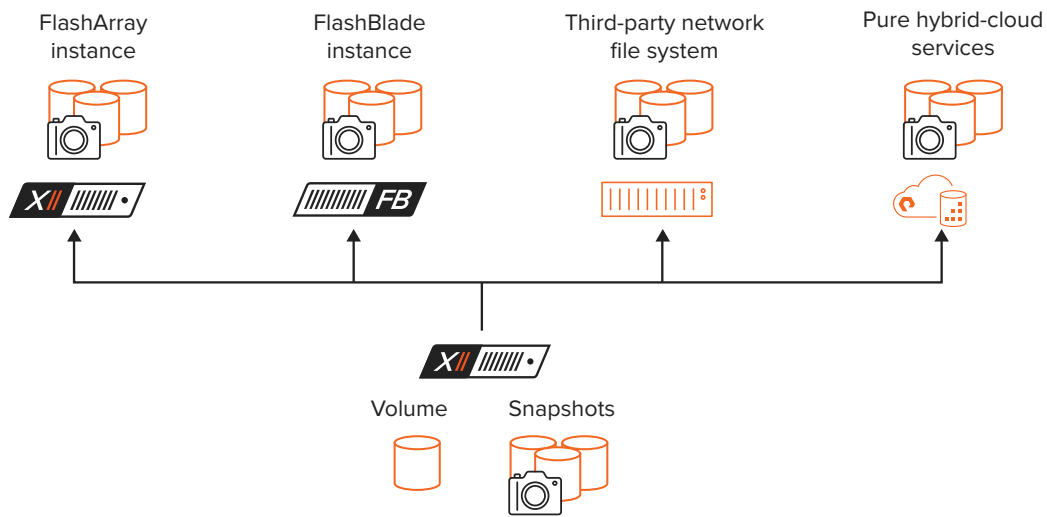 FlashArray
instance
FlashBlade
instance
Third-party network
file system
Pure hybrid-cloud
services
X//
FB
X//
Volume
Snapshots